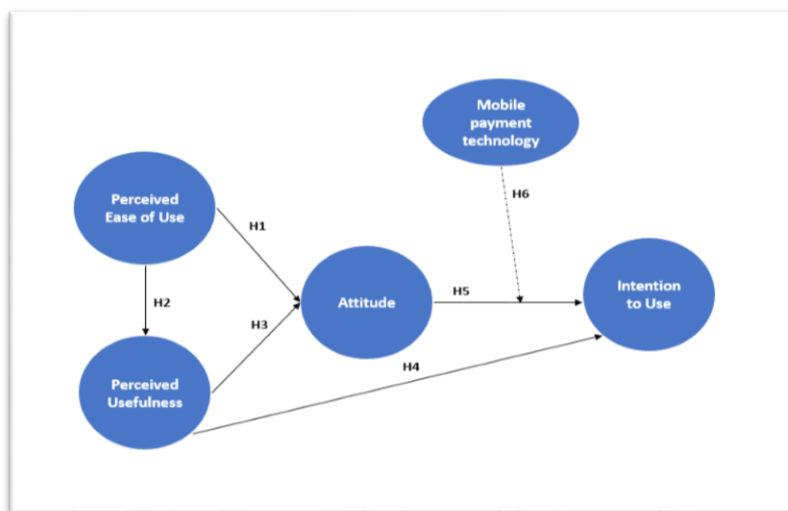 Mobile
payment
technology
H6
Perceived
Ease of Use
H1
H2
Attitude
H5
Intention
to Use
H3
H4
Perceived
Usefulness